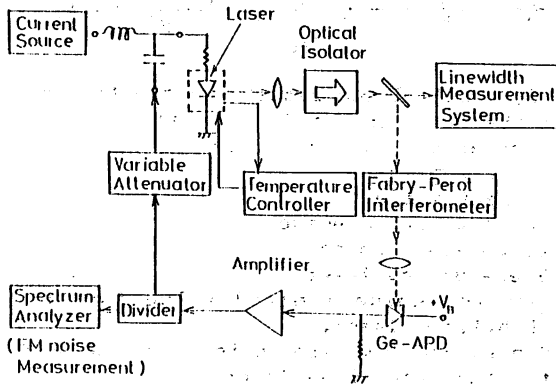 Laser
Current
Source
Optical
Isolator
Linewidth
Measurement
System
Variable
Attenuator
Temperature
Controller
Fabry-Perot
Interferometer
Amplifier
Spectrum
Analyzer
Divider
Ge-APD
(FM noise
Measurement)